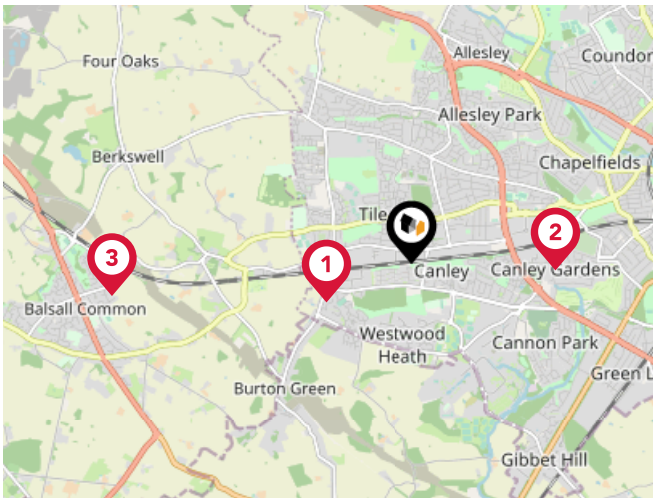 Allesley
Coundon
Four Oaks
Allesley Park
Berkswell
Chapelfields
Tile
2
3
1
Canley
Canley Gardens
Balsall Common
Westwood
Heath
Cannon Park
Green L
Burton Green
Gibbet Hill